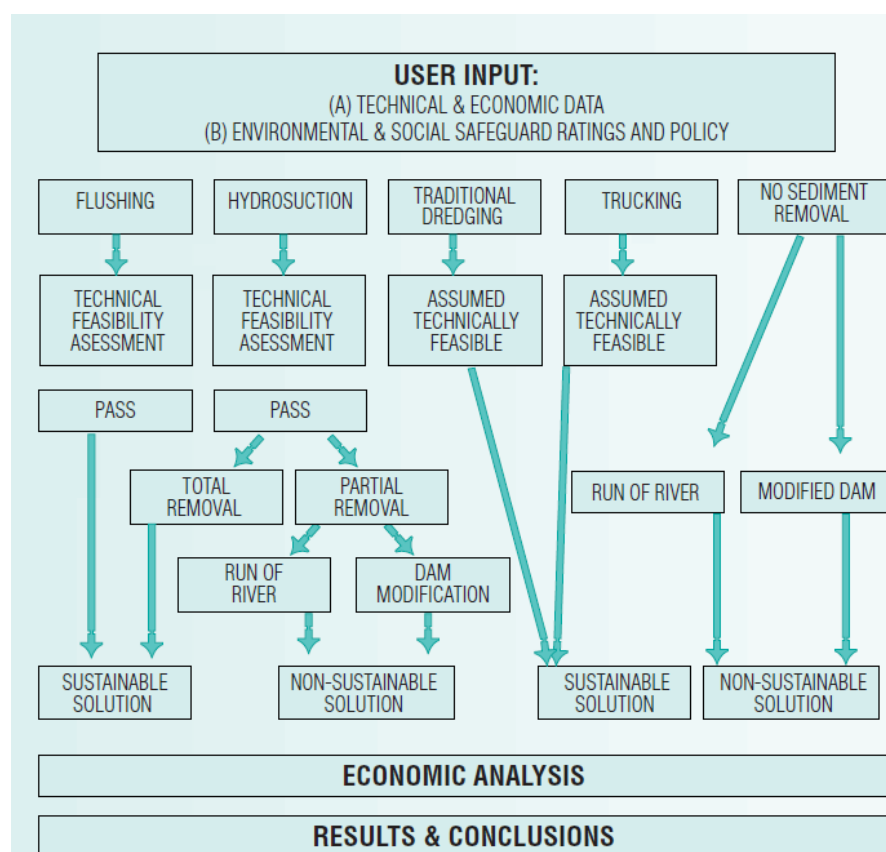 USER INPUT:
(A) TECHNICAL & ECONOMIC DATA
(B) ENVIRONMENTAL & SOCIAL SAFEGUARD RATINGS AND POLICY
FLUSHING
HYDROSUCTION
TRADITIONAL
DREDGING
TRUCKING
NO SEDIMENT
REMOVAL
TECHNICAL
FEASIBILITY
ASESSMENT
TECHNICAL
FEASIBILITY
ASESSMENT
ASSUMED
TECHNICALLY
FEASIBLE
ASSUMED
TECHNICALLY
FEASIBLE
PASS
PASS
TOTAL
REMOVAL
PARTIAL
REMOVAL
RUN OF RIVER
MODIFIED DAM
RUN OF
RIVER
DAM
MODIFICATION
SUSTAINABLE
SOLUTION
NON-SUSTAINABLE
SOLUTION
SUSTAINABLE
SOLUTION
NON-SUSTAINABLE
SOLUTION
ECONOMIC ANALYSIS
RESULTS & CONCLUSIONS